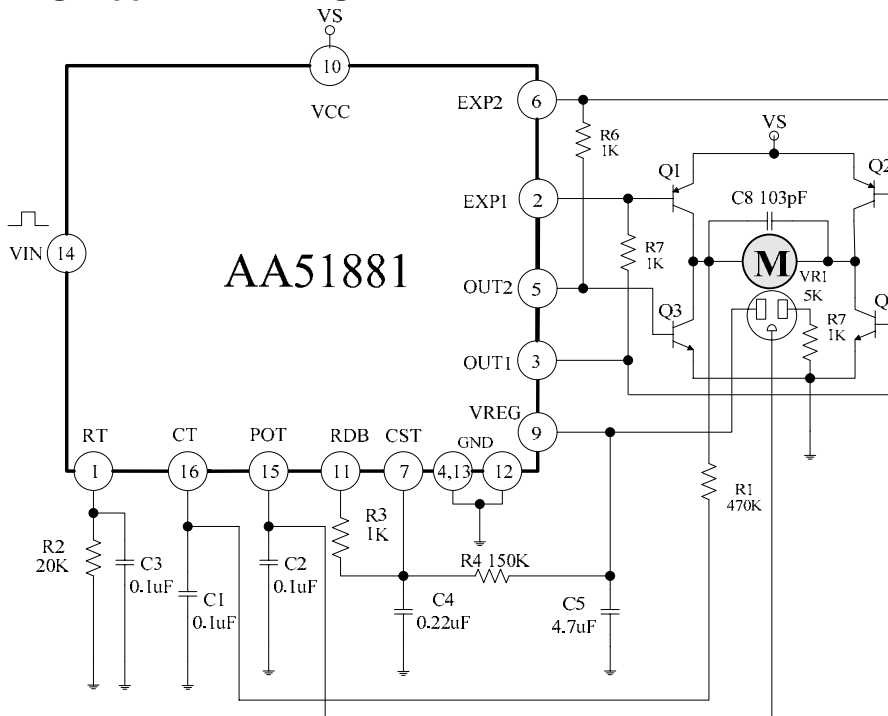 VS
10
VCC
EXP2
6
R6
1K
VS
Q1
Q2
EXP1
2
C8 103pF
VIN
14
AA51881
R7
1K
M
VR1
5K
OUT2
5
Q3
R7
1K
Q
OUT1
3
VREG
9
RT
CT
POT
RDB
CST
GND
1
16
15
11
7
4,13
12
R1
470K
R2
20K
C3
0.1uF
C1
0.1uF
C2
0.1uF
R3
1K
R4 150K
C4
0.22uF
C5
4.7uF